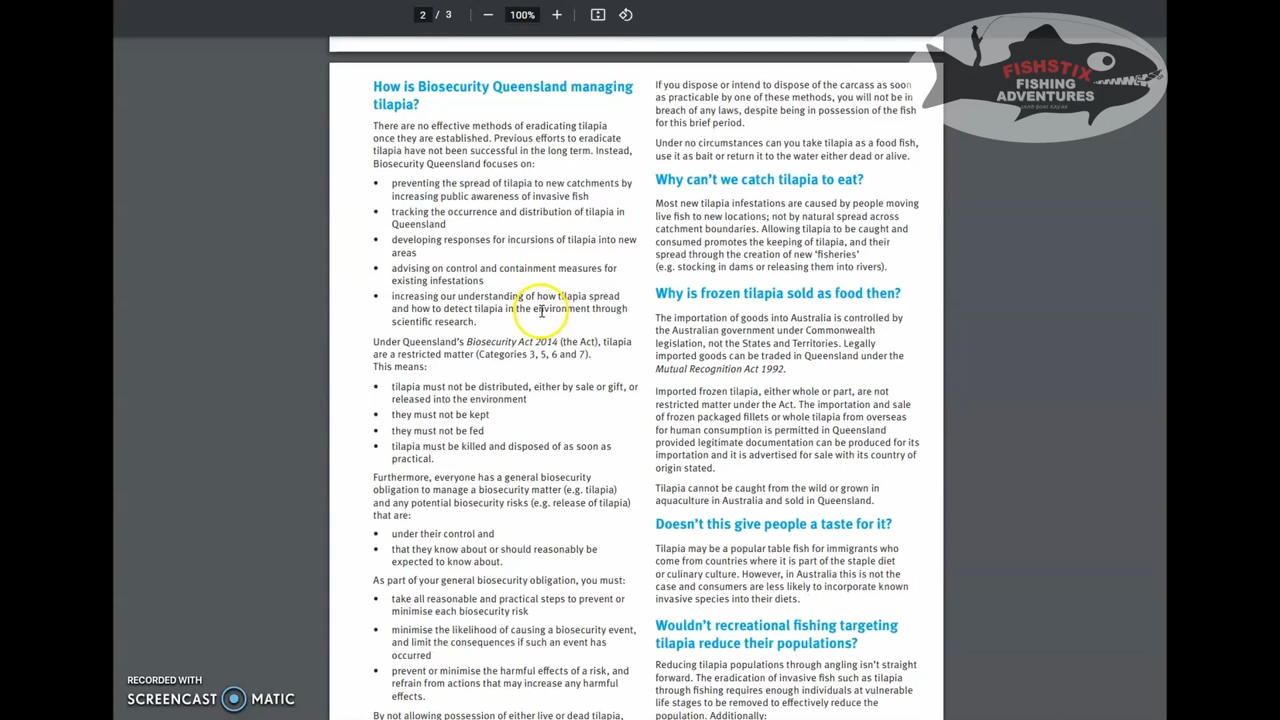 2 / 3
100%
FISHSTIX
FISHING
ADVENTURES
How is Biosecurity Queensland managing
tilapia?
There are no effective methods of eradicating tilapia
once they are established. Previous efforts to eradicate
tilapia have not been successful in the long term. Instead,
Biosecurity Queensland focuses on:
• preventing the spread of tilapia to new catchments by
increasing public awareness of invasive fish
• tracking the occurrence and distribution of tilapia in
Queensland
• developing responses for incursions of tilapia into new
areas
• advising on control and containment measures for
existing infestations
• increasing our understanding of how tilapia spread
and how to detect tilapia in the environment through
scientific research.
Under Queensland's Biosecurity Act 2014 (the Act), tilapia
are a restricted matter (Categories 3, 5, 6 and 7).
This means:
• tilapia must not be distributed, either by sale or gift, or
released into the environment
• they must not be kept
• they must not be fed
• tilapia must be killed and disposed of as soon as
practical.
Furthermore, everyone has a general biosecurity
obligation to manage a biosecurity matter (e.g. tilapia)
and any potential biosecurity risks (e.g. release of tilapia)
that are:
• under their control and
• that they know about or should reasonably be
expected to know about.
As part of your general biosecurity obligation, you must:
• take all reasonable and practical steps to prevent or
minimise each biosecurity risk
• minimise the likelihood of causing a biosecurity event,
and limit the consequences if such an event has
occurred
• prevent or minimise the harmful effects of a risk, and
refrain from actions that may increase any harmful
effects.
By not allowing possession of either live or dead tilapia,
If you dispose or intend to dispose of the carcass as soon
as practicable by one of these methods, you will not be in
breach of any laws, despite being in possession of the fish
for this brief period.
Under no circumstances can you take tilapia as a food fish,
use it as bait or return it to the water either dead or alive.
Why can't we catch tilapia to eat?
Most new tilapia infestations are caused by people moving
live fish to new locations; not by natural spread across
catchment boundaries. Allowing tilapia to be caught and
consumed promotes the keeping of tilapia, and their
spread through the creation of new 'fisheries'
(e.g. stocking in dams or releasing them into rivers).
Why is frozen tilapia sold as food then?
The importation of goods into Australia is controlled by
the Australian government under Commonwealth
legislation, not the States and Territories. Legally
imported goods can be traded in Queensland under the
Mutual Recognition Act 1992.
Imported frozen tilapia, either whole or part, are not
restricted matter under the Act. The importation and sale
of frozen packaged fillets or whole tilapia from overseas
for human consumption is permitted in Queensland
provided legitimate documentation can be produced for its
importation and it is advertised for sale with its country of
origin stated.
Tilapia cannot be caught from the wild or grown in
aquaculture in Australia and sold in Queensland.
Doesn't this give people a taste for it?
Tilapia may be a popular table fish for immigrants who
come from countries where it is part of the staple diet
or culinary culture. However, in Australia this is not the
case and consumers are less likely to incorporate known
invasive species into their diets.
Wouldn't recreational fishing targeting
tilapia reduce their populations?
Reducing tilapia populations through angling isn't straight
forward. The eradication of invasive fish such as tilapia
through fishing requires enough individuals at vulnerable
life stages to be removed to effectively reduce the
population. Additionally:
RECORDED WITH
SCREENCAST MATIC